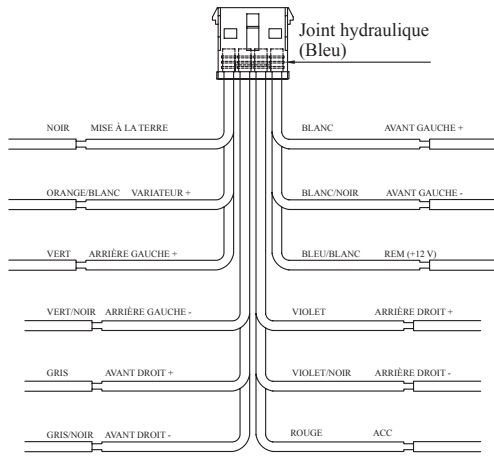 Joint hydraulique
(Bleu)
NOIR MISE À LA TERRE
BLANC AVANT GAUCHE +
ORANGE/BLANC VARIATEUR +
BLANC/NOIR AVANT GAUCHE -
VERT ARRIÈRE GAUCHE +
BLEU/BLANC REM (+12 V)
VERT/NOIR ARRIÈRE GAUCHE -
VIOLET ARRIÈRE DROIT +
GRIS AVANT DROIT +
VIOLET/NOIR ARRIÈRE DROIT -
GRIS/NOIR AVANT DROIT -
ROUGE ACC